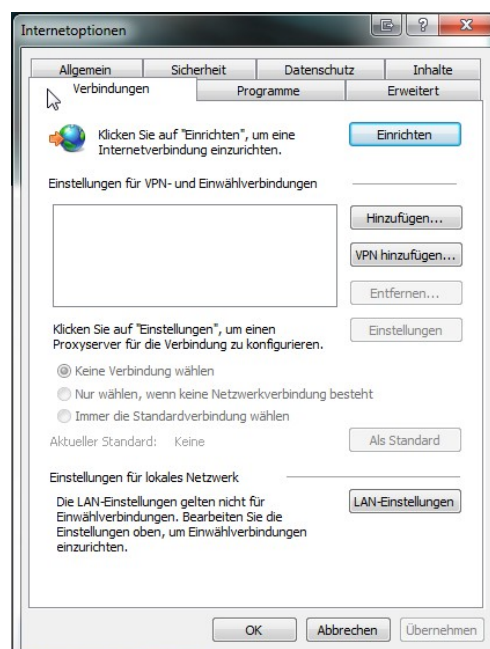 Internetoptionen
Allgemein Sicherheit Datenschutz Inhalte
Verbindungen Programme Erweitert
Klicken Sie auf "Einrichten", um eine
Internetverbindung einzurichten.
Einrichten
Einstellungen für VPN- und Einwählverbindungen
Hinzufügen...
VPN hinzufügen...
Entfernen...
Klicken Sie auf "Einstellungen", um einen
Proxyserver für die Verbindung zu konfigurieren.
Einstellungen
Keine Verbindung wählen
Nur wählen, wenn keine Netzwerkverbindung besteht
Immer die Standardverbindung wählen
Aktueller Standard: Keine
Als Standard
Einstellungen für lokales Netzwerk
Die LAN-Einstellungen gelten nicht für
Einwählverbindungen. Bearbeiten Sie die
Einstellungen oben, um Einwählverbindungen
einzurichten.
LAN-Einstellungen
OK Abbrechen Übernehmen